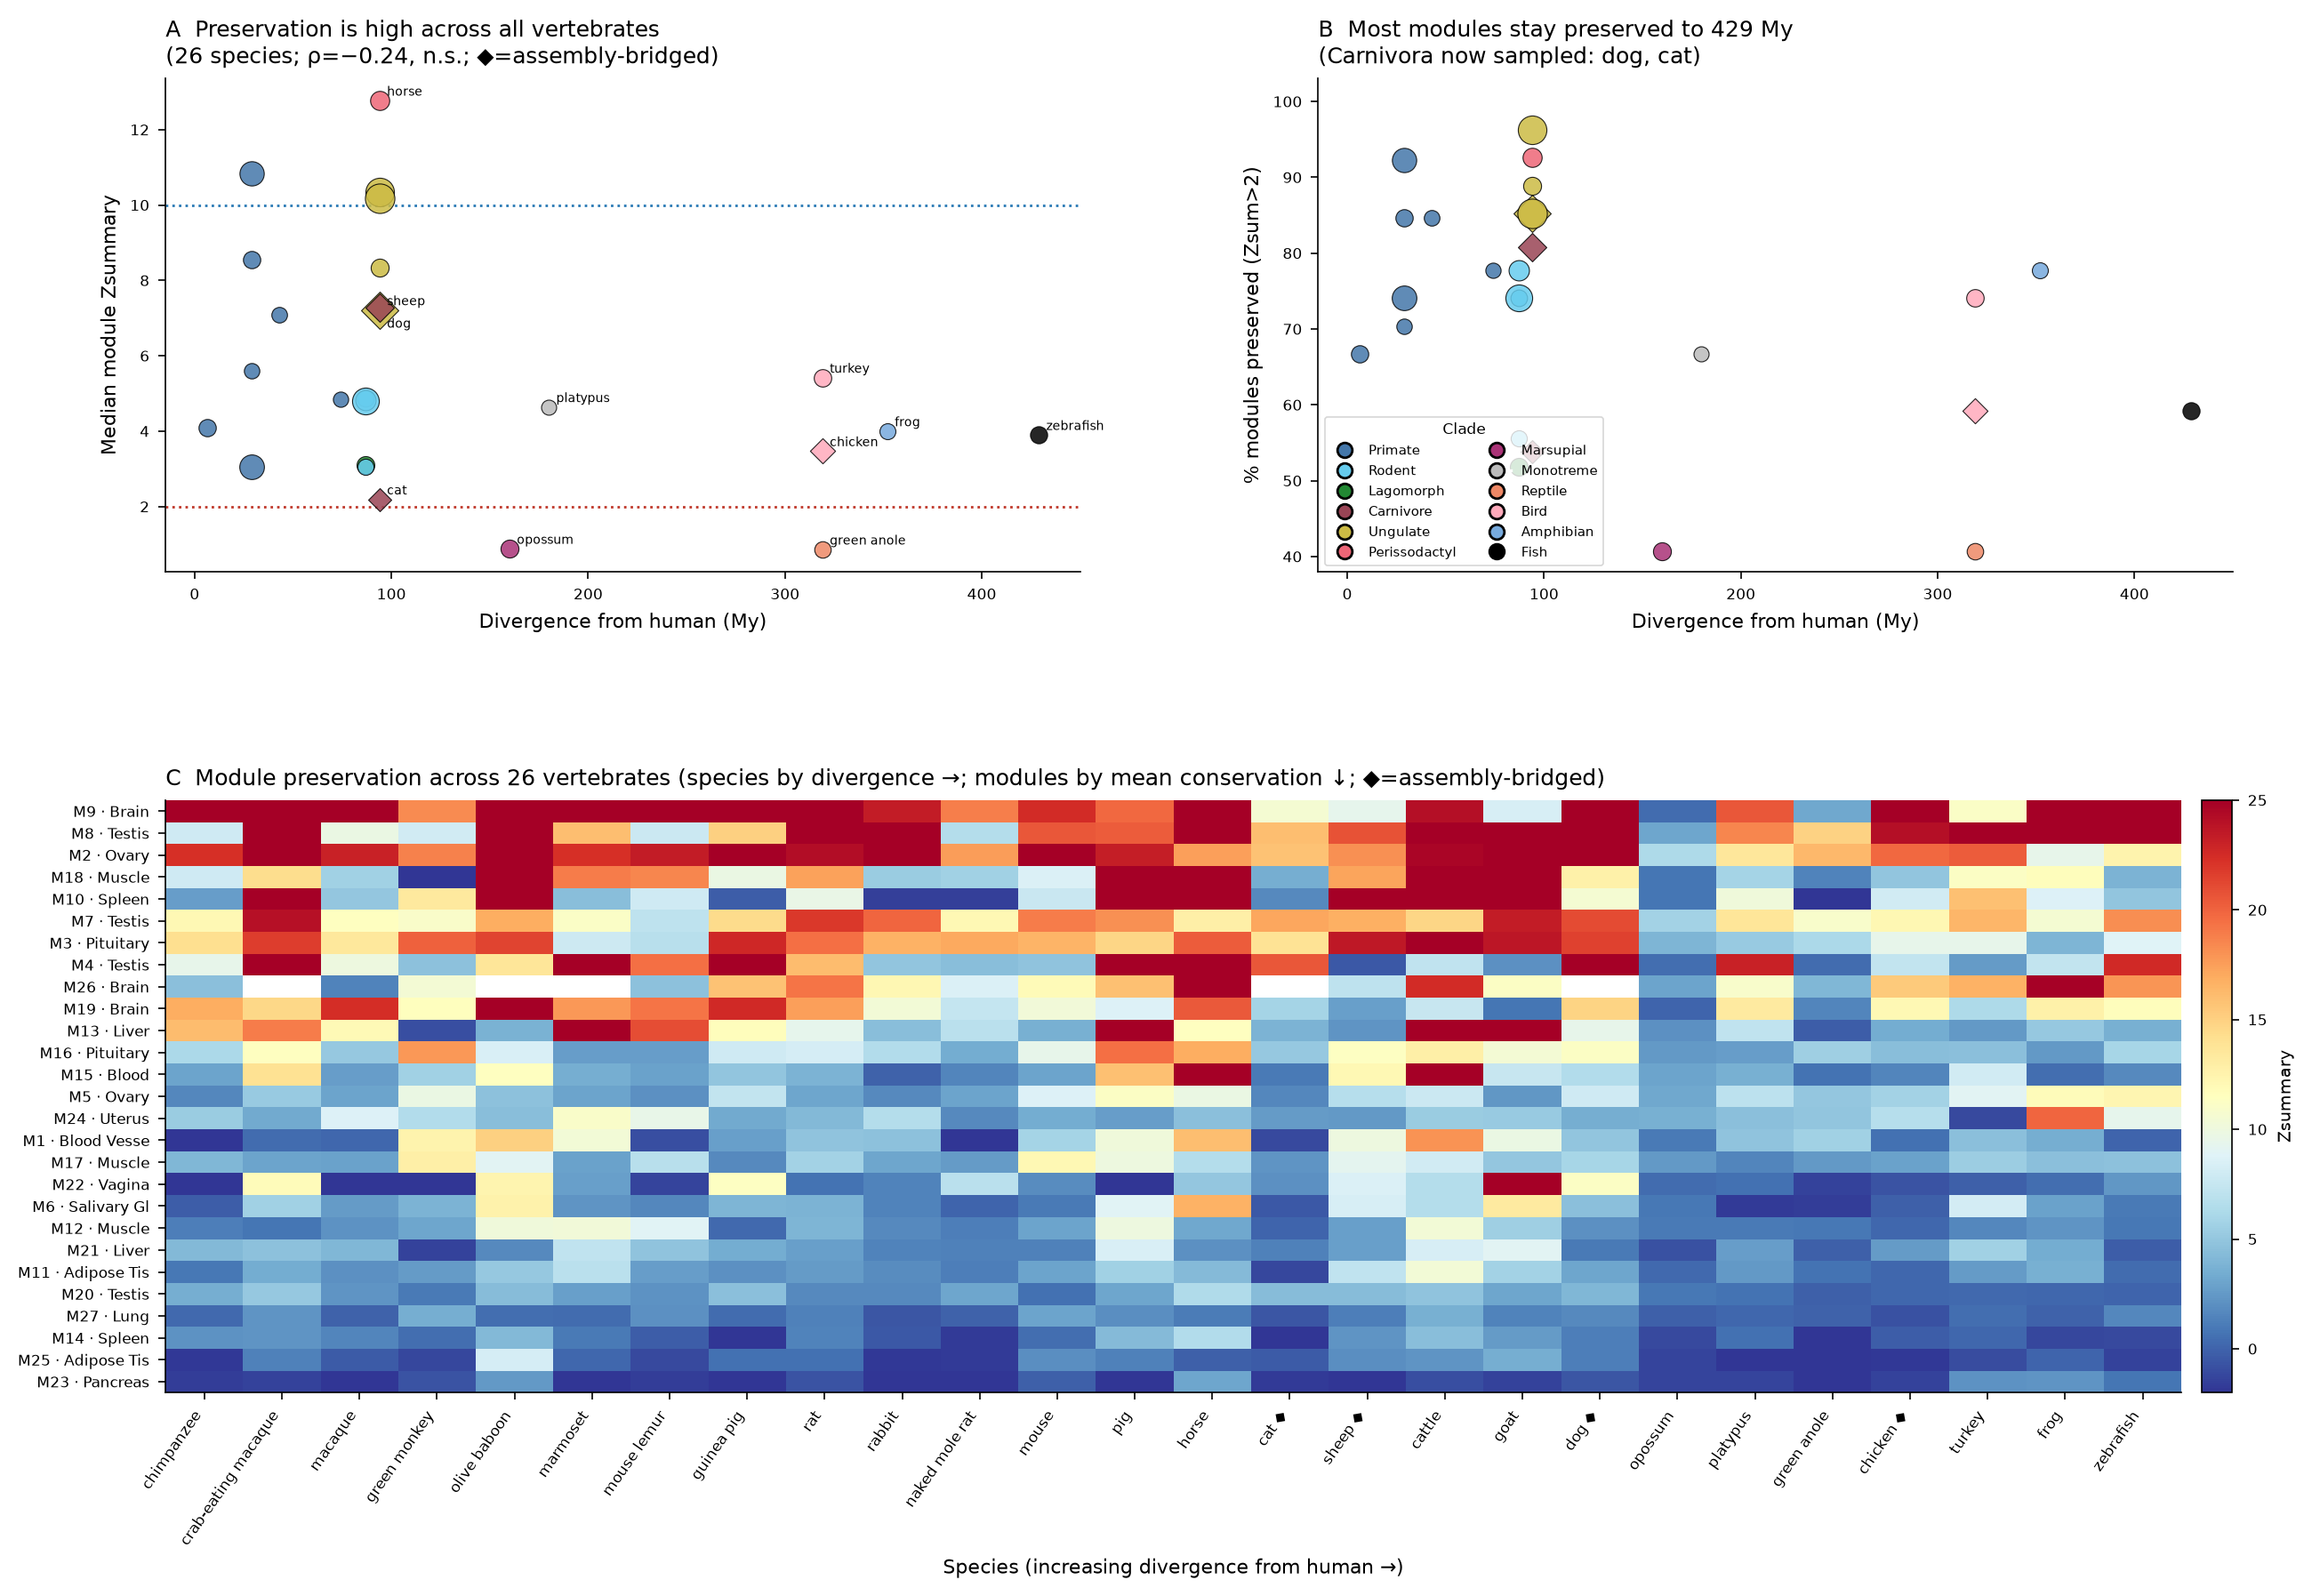 A  Preservation is high across all vertebrates
(26 species; ρ=−0.24, n.s.; ◆=assembly-bridged)
horse
sheep
dog
cat
opossum
platypus
turkey
chicken
green anole
frog
zebrafish
12
10
8
6
4
2
Median module Zsummary
0
100
200
300
400
Divergence from human (My)
B  Most modules stay preserved to 429 My
(Carnivora now sampled: dog, cat)
100
90
80
70
60
50
40
% modules preserved (Zsum>2)
Clade
Primate
Rodent
Lagomorph
Carnivore
Ungulate
Perissodactyl
Marsupial
Monotreme
Reptile
Bird
Amphibian
Fish
0
100
200
300
400
Divergence from human (My)
C  Module preservation across 26 vertebrates (species by divergence →; modules by mean conservation ↓; ◆=assembly-bridged)
M9 · Brain
M8 · Testis
M2 · Ovary
M18 · Muscle
M10 · Spleen
M7 · Testis
M3 · Pituitary
M4 · Testis
M26 · Brain
M19 · Brain
M13 · Liver
M16 · Pituitary
M15 · Blood
M5 · Ovary
M24 · Uterus
M1 · Blood Vesse
M17 · Muscle
M22 · Vagina
M6 · Salivary Gl
M12 · Muscle
M21 · Liver
M11 · Adipose Tis
M20 · Testis
M27 · Lung
M14 · Spleen
M25 · Adipose Tis
M23 · Pancreas
chimpanzee
crab-eating macaque
macaque
green monkey
olive baboon
marmoset
mouse lemur
guinea pig
rat
rabbit
naked mole rat
mouse
pig
horse
cat ◆
sheep ◆
cattle
goat
dog ◆
opossum
platypus
green anole
chicken ◆
turkey
frog
zebrafish
Species (increasing divergence from human →)
25
20
15
10
5
0
Zsummary